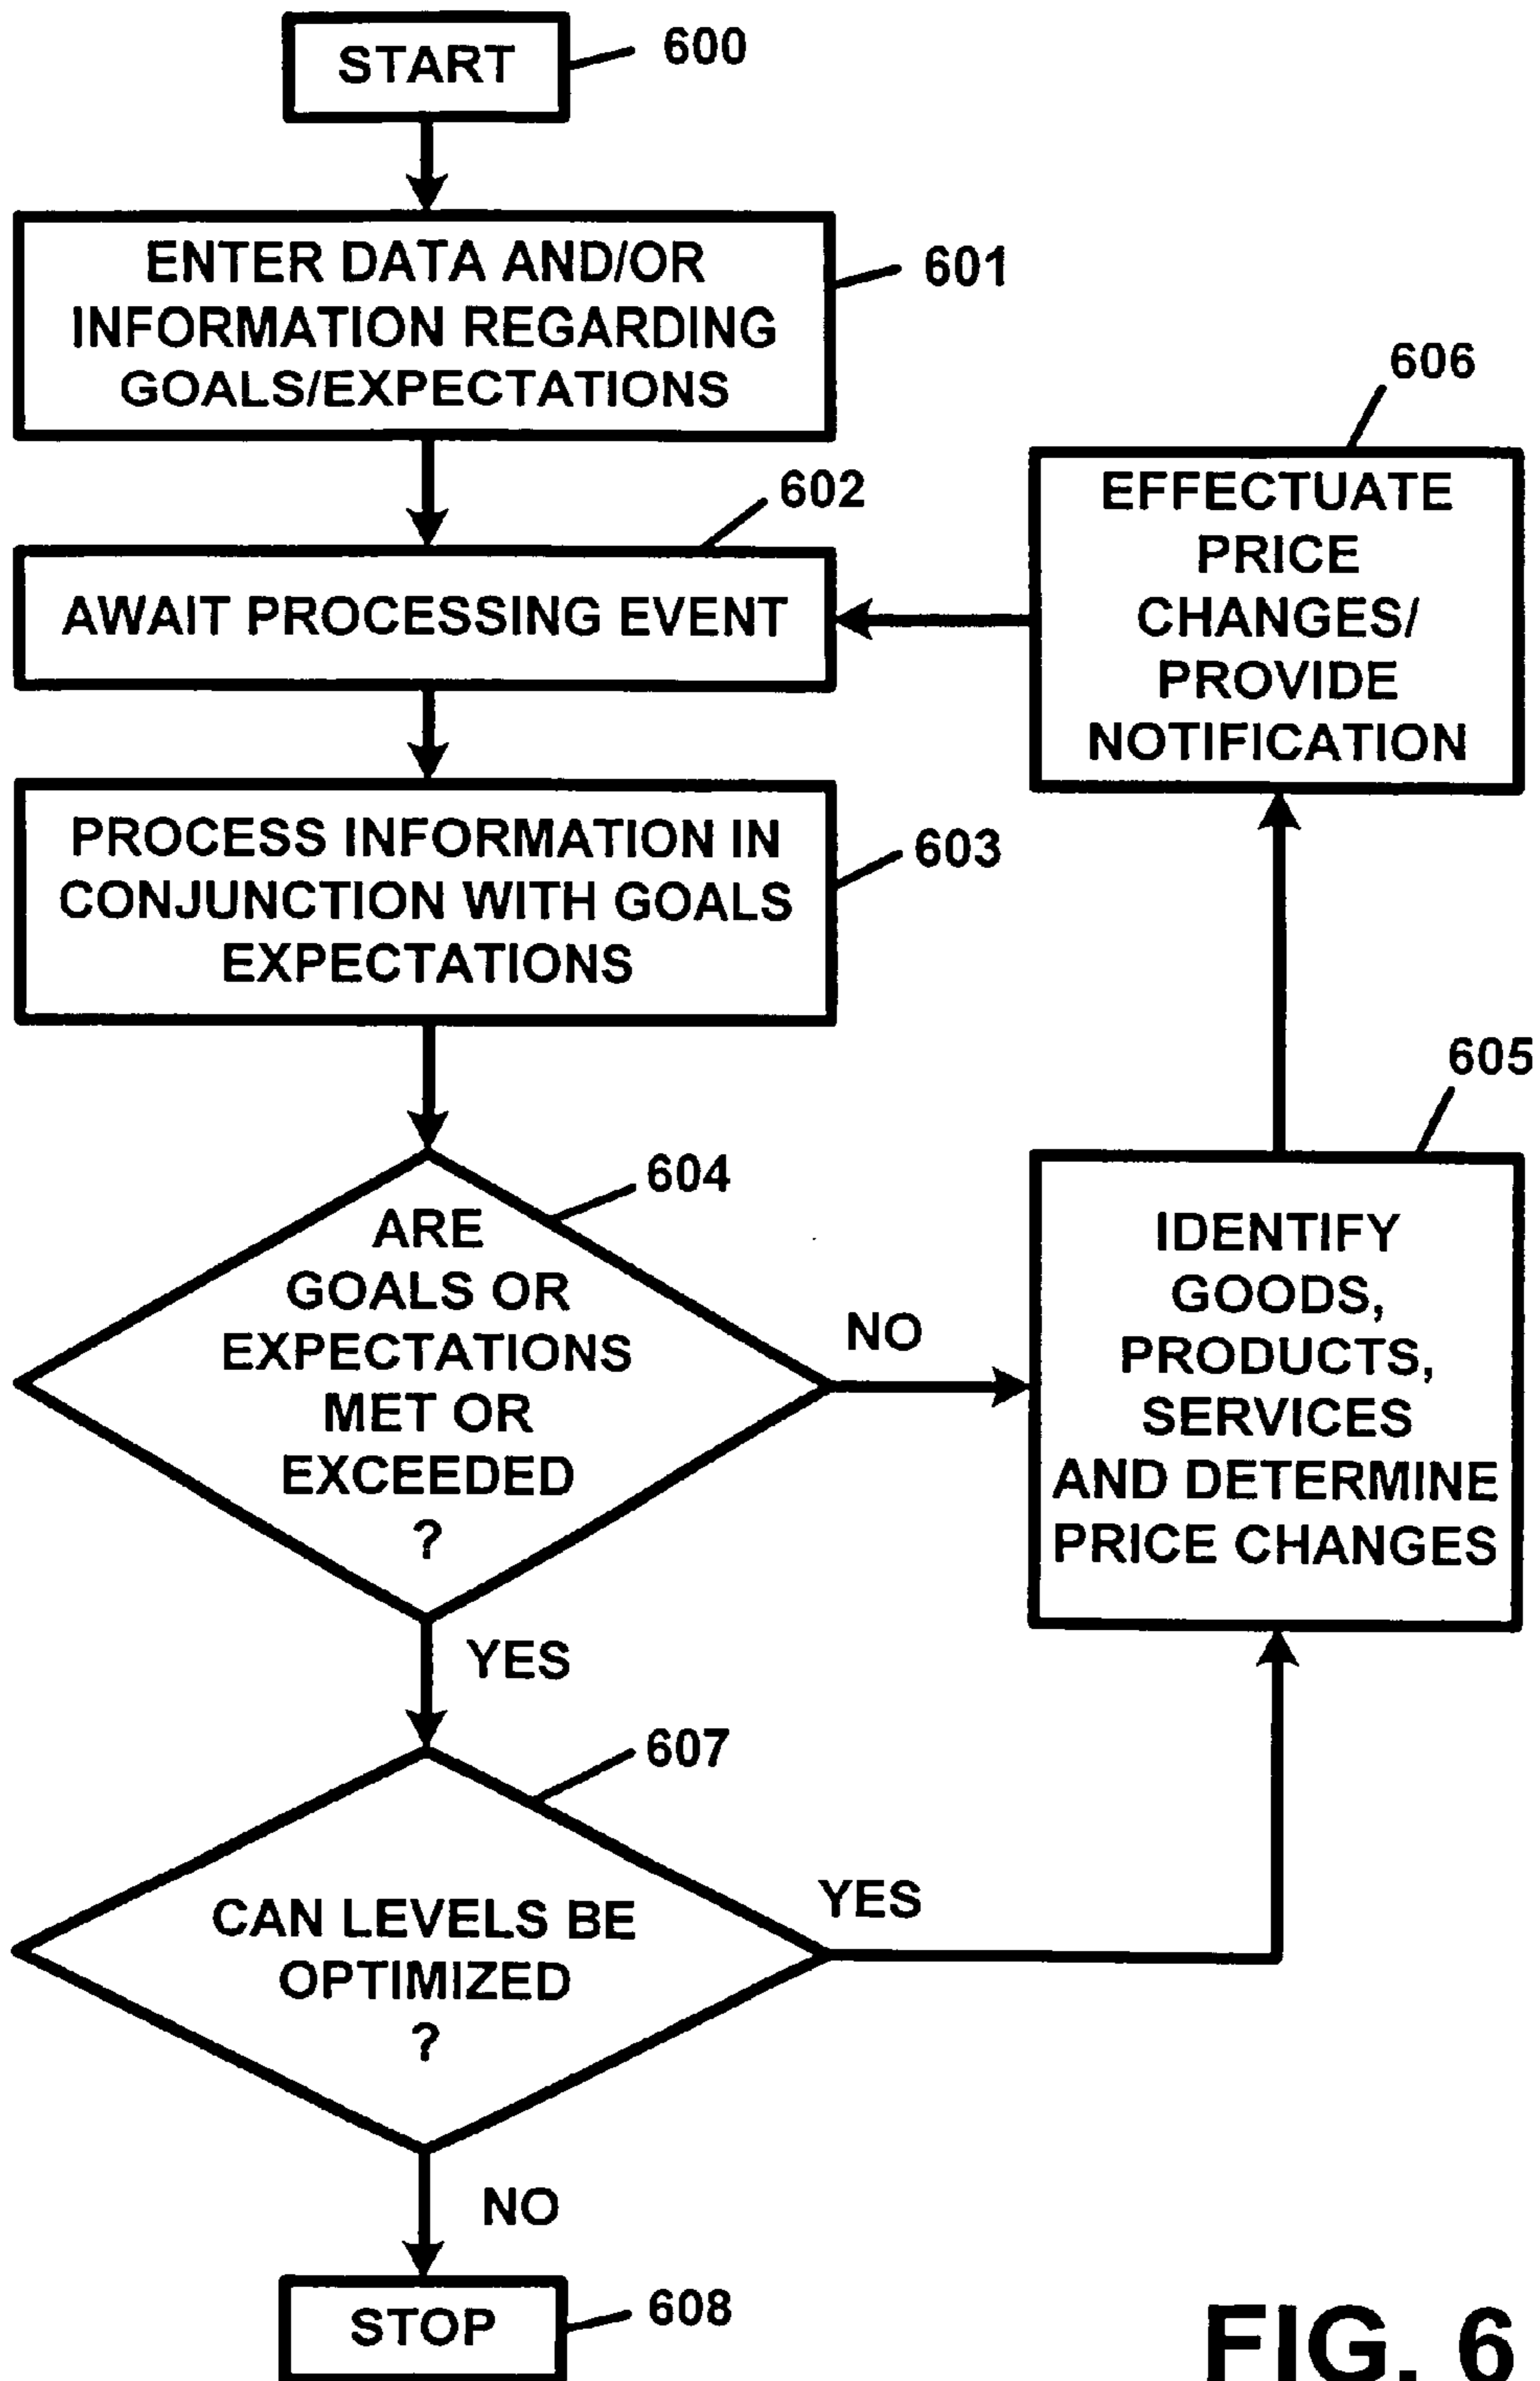 START
600
ENTER DATA AND/OR
INFORMATION REGARDING
GOALS/EXPECTATIONS
601
602
AWAIT PROCESSING EVENT
606
EFFECTUATE
PRICE
CHANGES/
PROVIDE
NOTIFICATION
PROCESS INFORMATION IN
CONJUNCTION WITH GOALS
EXPECTATIONS
603
604
ARE
GOALS OR
EXPECTATIONS
MET OR
EXCEEDED
?
NO
605
IDENTIFY
GOODS,
PRODUCTS,
SERVICES
AND DETERMINE
PRICE CHANGES
YES
607
CAN LEVELS BE
OPTIMIZED
?
YES
NO
STOP
608
FIG. 6